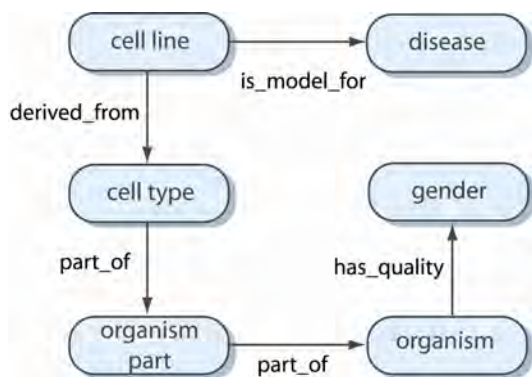 cell line
disease
is_model_for
derived_from
cell type
gender
part_of
has_quality
organism
part
part_of
organism